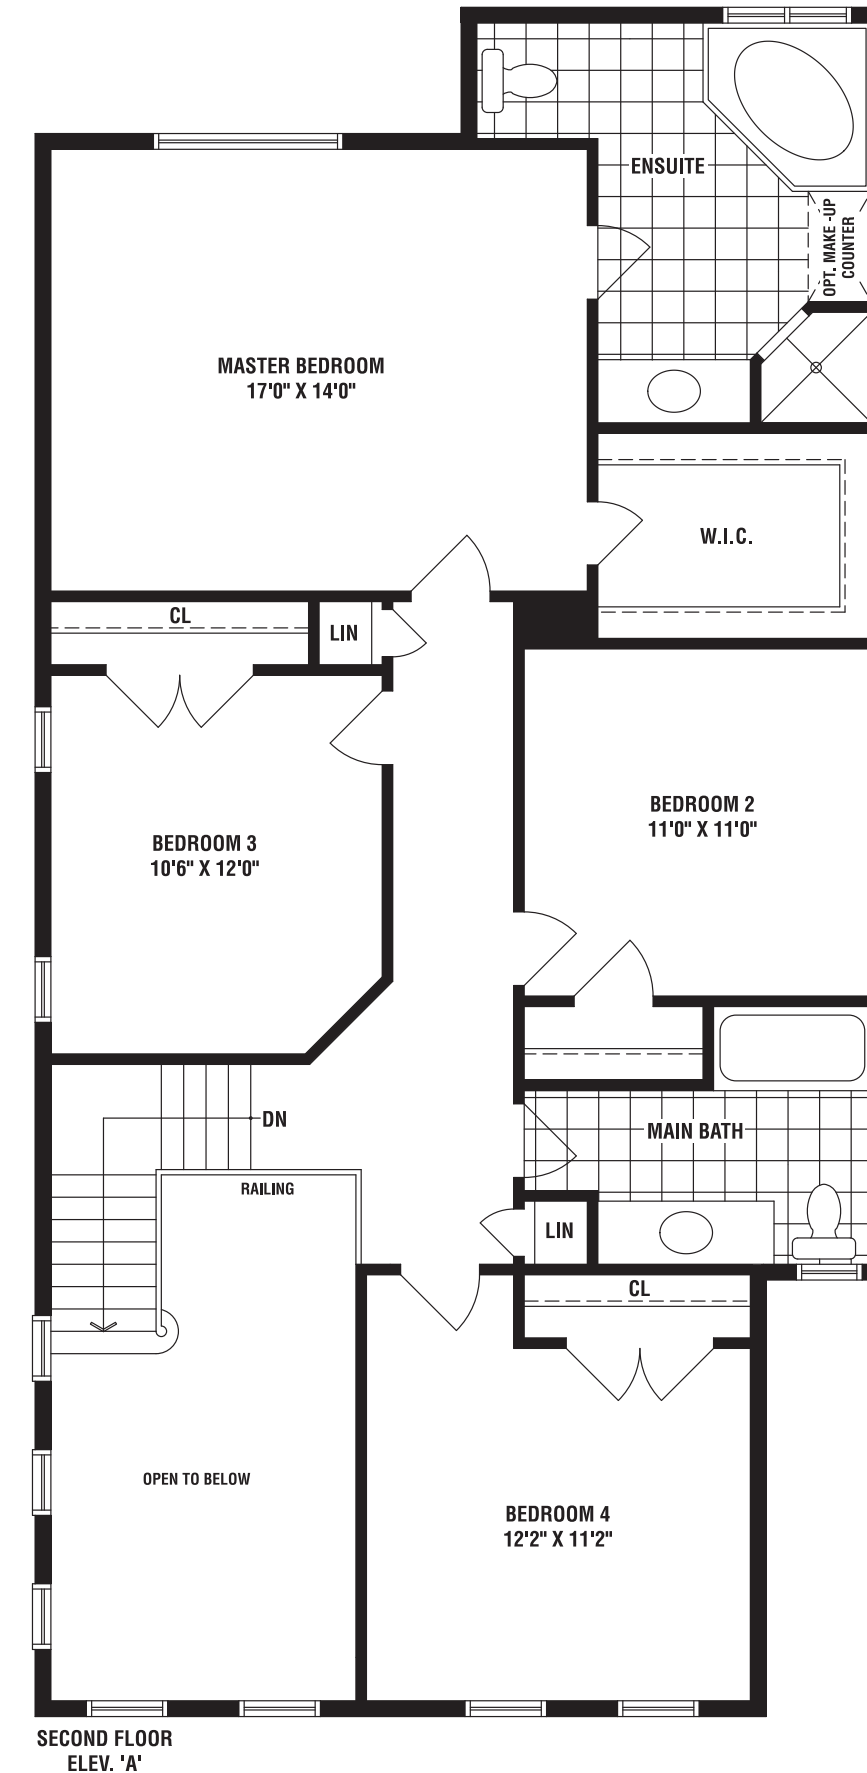 ENSUITE
OPT. MAKE -UP
COUNTER
MASTER BEDROOM
17'0" X 14'0"
W.I.C.
CL
LIN
BEDROOM 2
11'0" X 11'0"
BEDROOM 3
10'6" X 12'0"
DN
MAIN BATH
RAILING
LIN
CL
OPEN TO BELOW
BEDROOM 4
12'2" X 11'2"
SECOND FLOOR
ELEV. 'A'